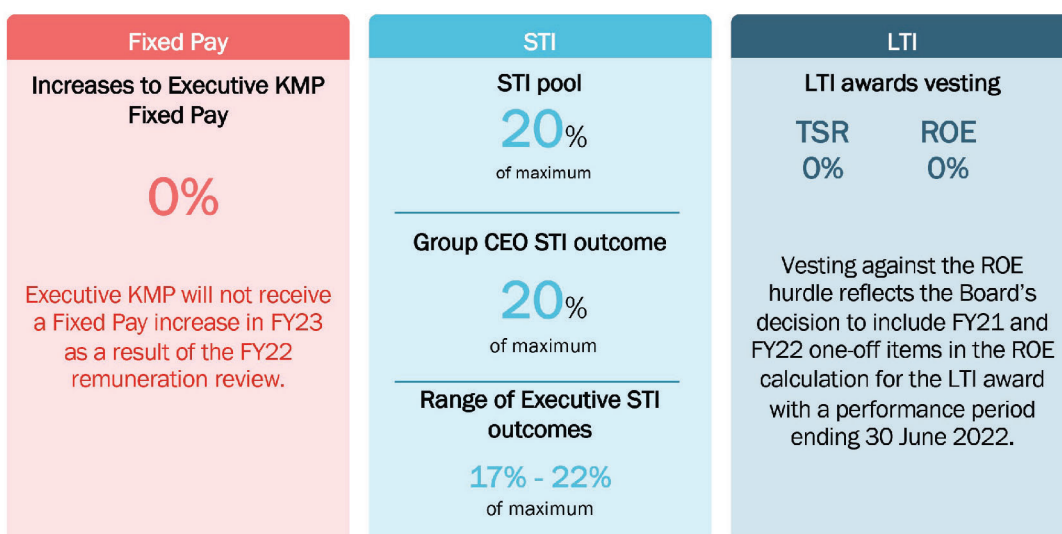 Fixed Pay
Increases to Executive KMP
Fixed Pay
0%
Executive KMP will not receive
a Fixed Pay increase in FY23
as a result of the FY22
remuneration review.
STI
STI pool
20%
of maximum
Group CEO STI outcome
20%
of maximum
Range of Executive STI
outcomes
17% - 22%
of maximum
LTI
LTI awards vesting
TSR ROE
0% 0%
Vesting against the ROE
hurdle reflects the Board’s
decision to include FY21 and
FY22 one-off items in the ROE
calculation for the LTI award
with a performance period
ending 30 June 2022.